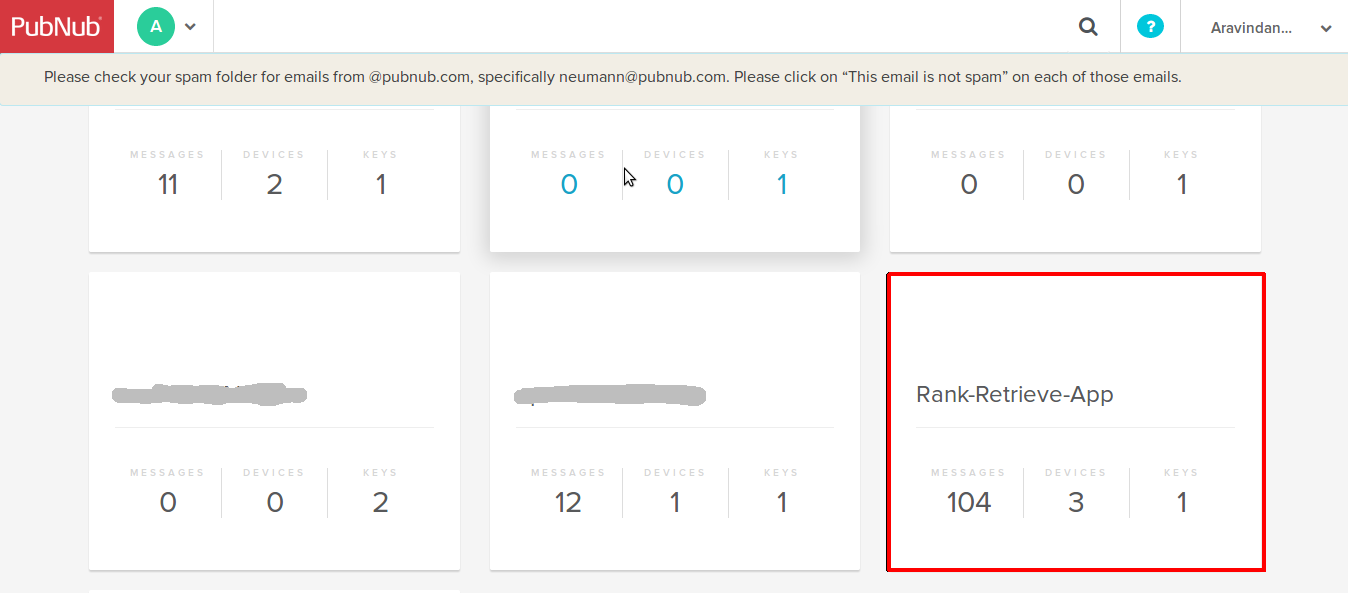 PubNub
A
?
Aravindan...
Please check your spam folder for emails from @pubnub.com, specifically neumann@pubnub.com. Please click on “This email is not spam” on each of those emails.
MESSAGES DEVICES KEYS
11 2 1
MESSAGES DEVICES KEYS
0 0 1
MESSAGES DEVICES KEYS
0 0 1
MESSAGES DEVICES KEYS
0 0 2
MESSAGES DEVICES KEYS
12 1 1
Rank-Retrieve-App
MESSAGES DEVICES KEYS
104 3 1